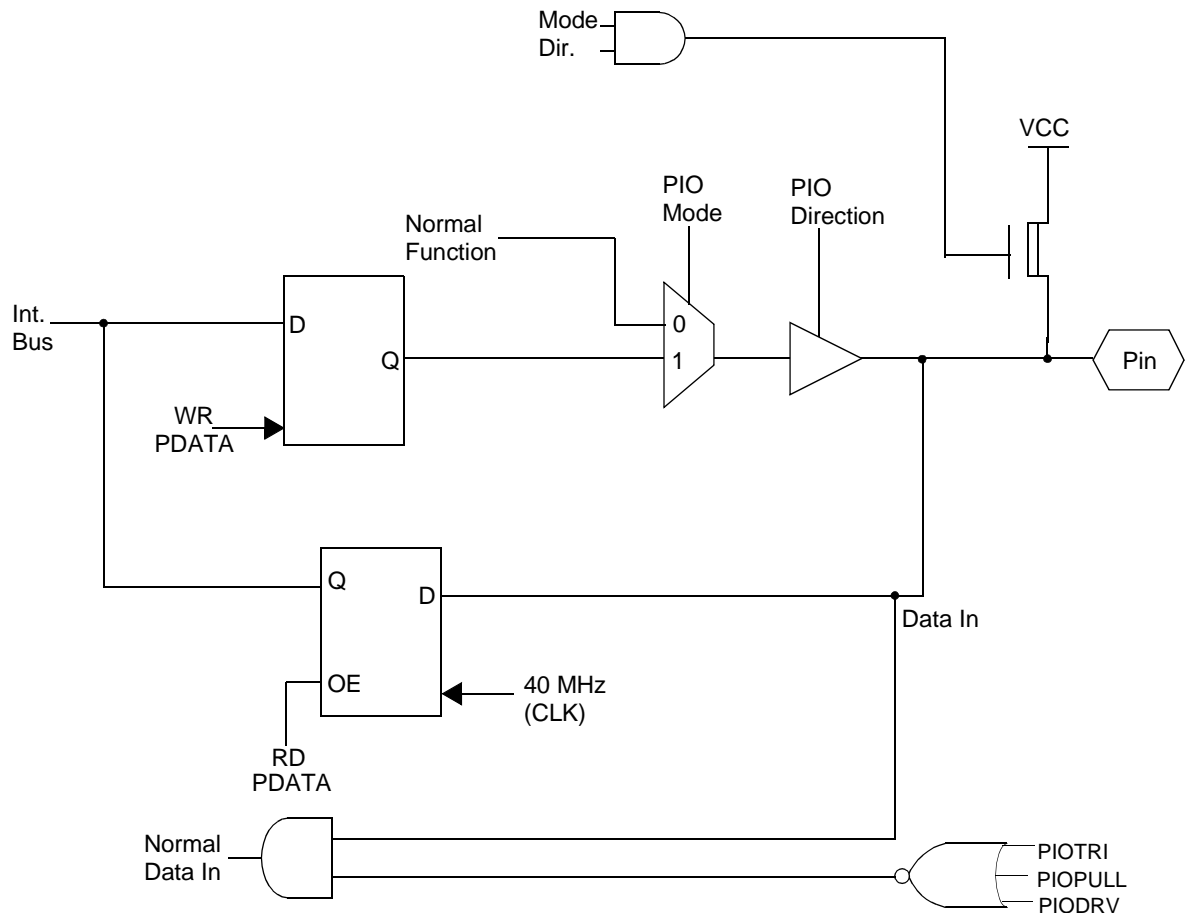 Mode
Dir.
VCC
PIO
Mode
PIO
Direction
Normal
Function
Int.
Bus
D
Q
0
1
Pin
WR
PDATA
Q
D
Data In
OE
40 MHz
(CLK)
RD
PDATA
Normal
Data In
PIOTRI
PIOPULL
PIODRV